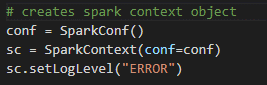 # creates spark context object
conf = SparkConf()
sc = SparkContext(conf=conf)
sc.setLogLevel("ERROR")